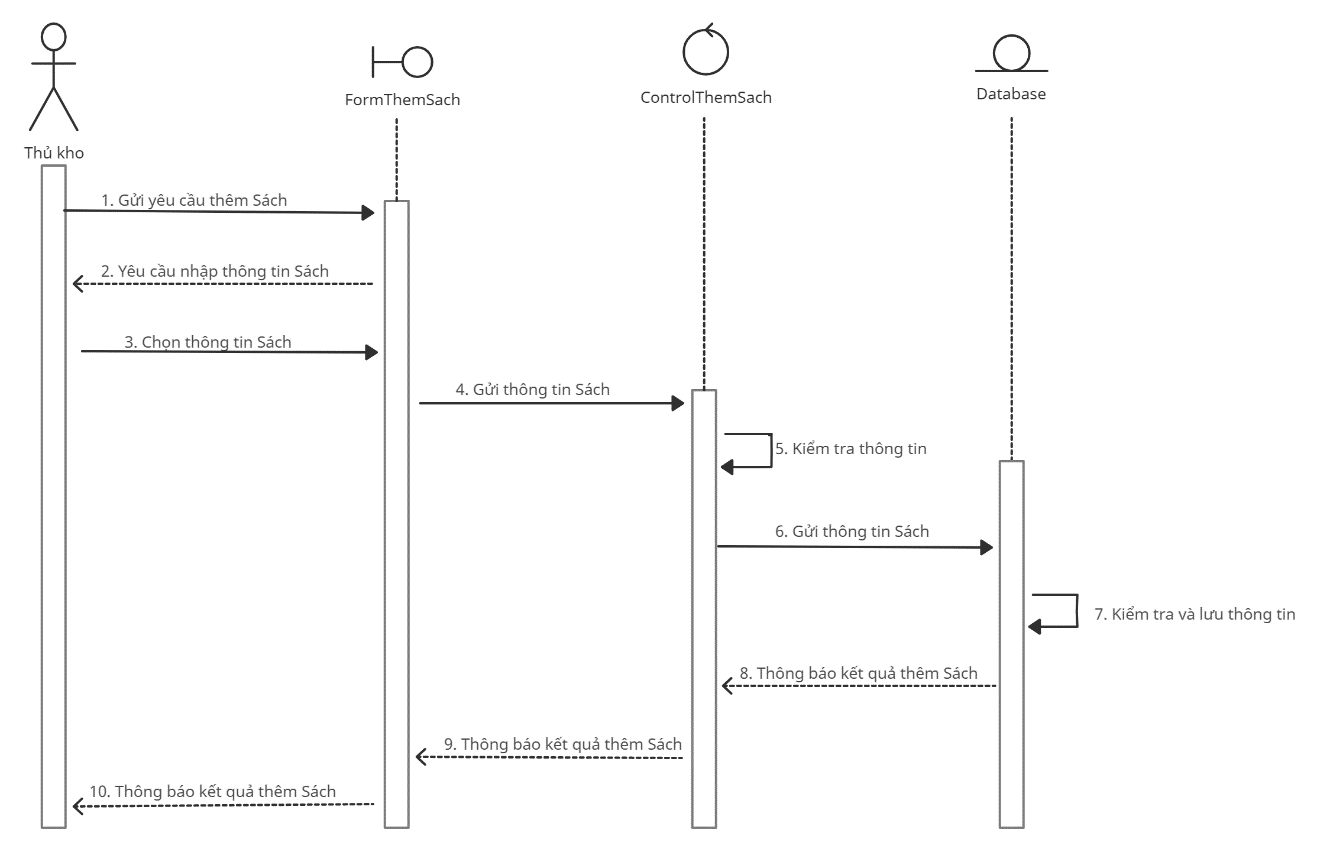 FormThemSach
ControlThemSach
Database
Thủ kho
1. Gửi yêu cầu thêm Sách
2. Yêu cầu nhập thông tin Sách
3. Chọn thông tin Sách
4. Gửi thông tin Sách
5. Kiểm tra thông tin
6. Gửi thông tin Sách
7. Kiểm tra và lưu thông tin
8. Thông báo kết quả thêm Sách
9. Thông báo kết quả thêm Sách
10. Thông báo kết quả thêm Sách